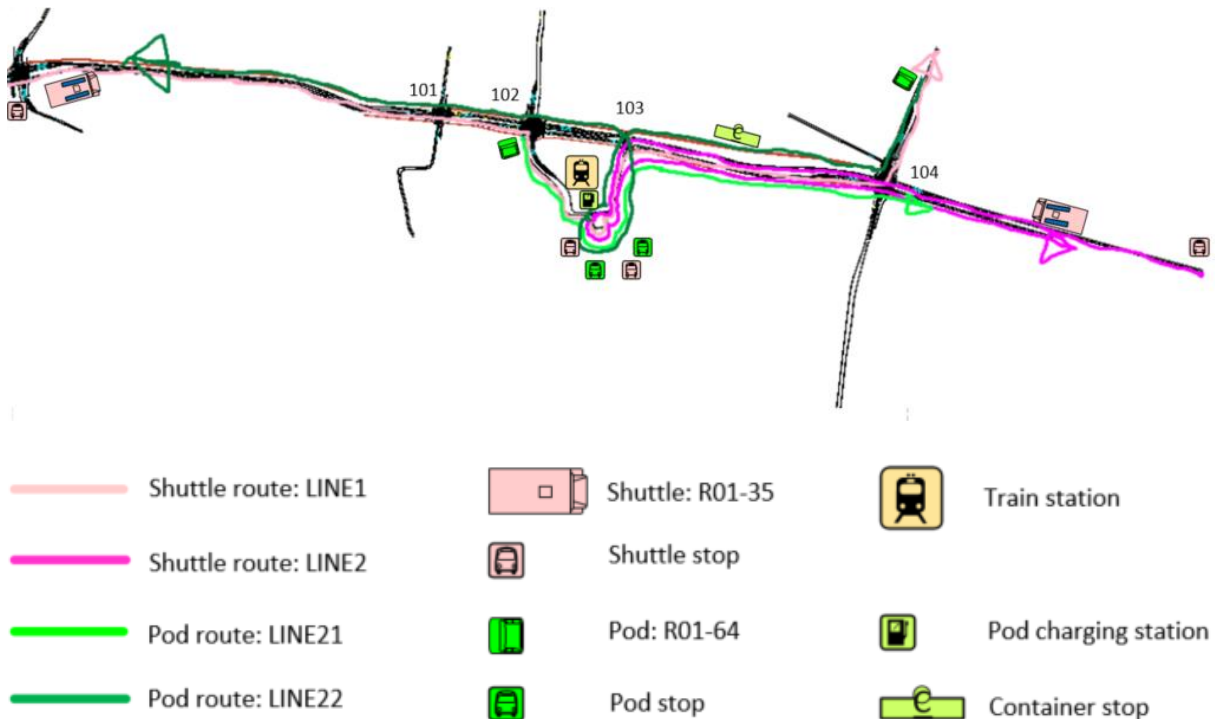 101
102
103
104
Shuttle route: LINE1
Shuttle: R01-35
Train station
Shuttle route: LINE2
Shuttle stop
Pod route: LINE21
Pod: R01-64
Pod charging station
Pod route: LINE22
Pod stop
Container stop